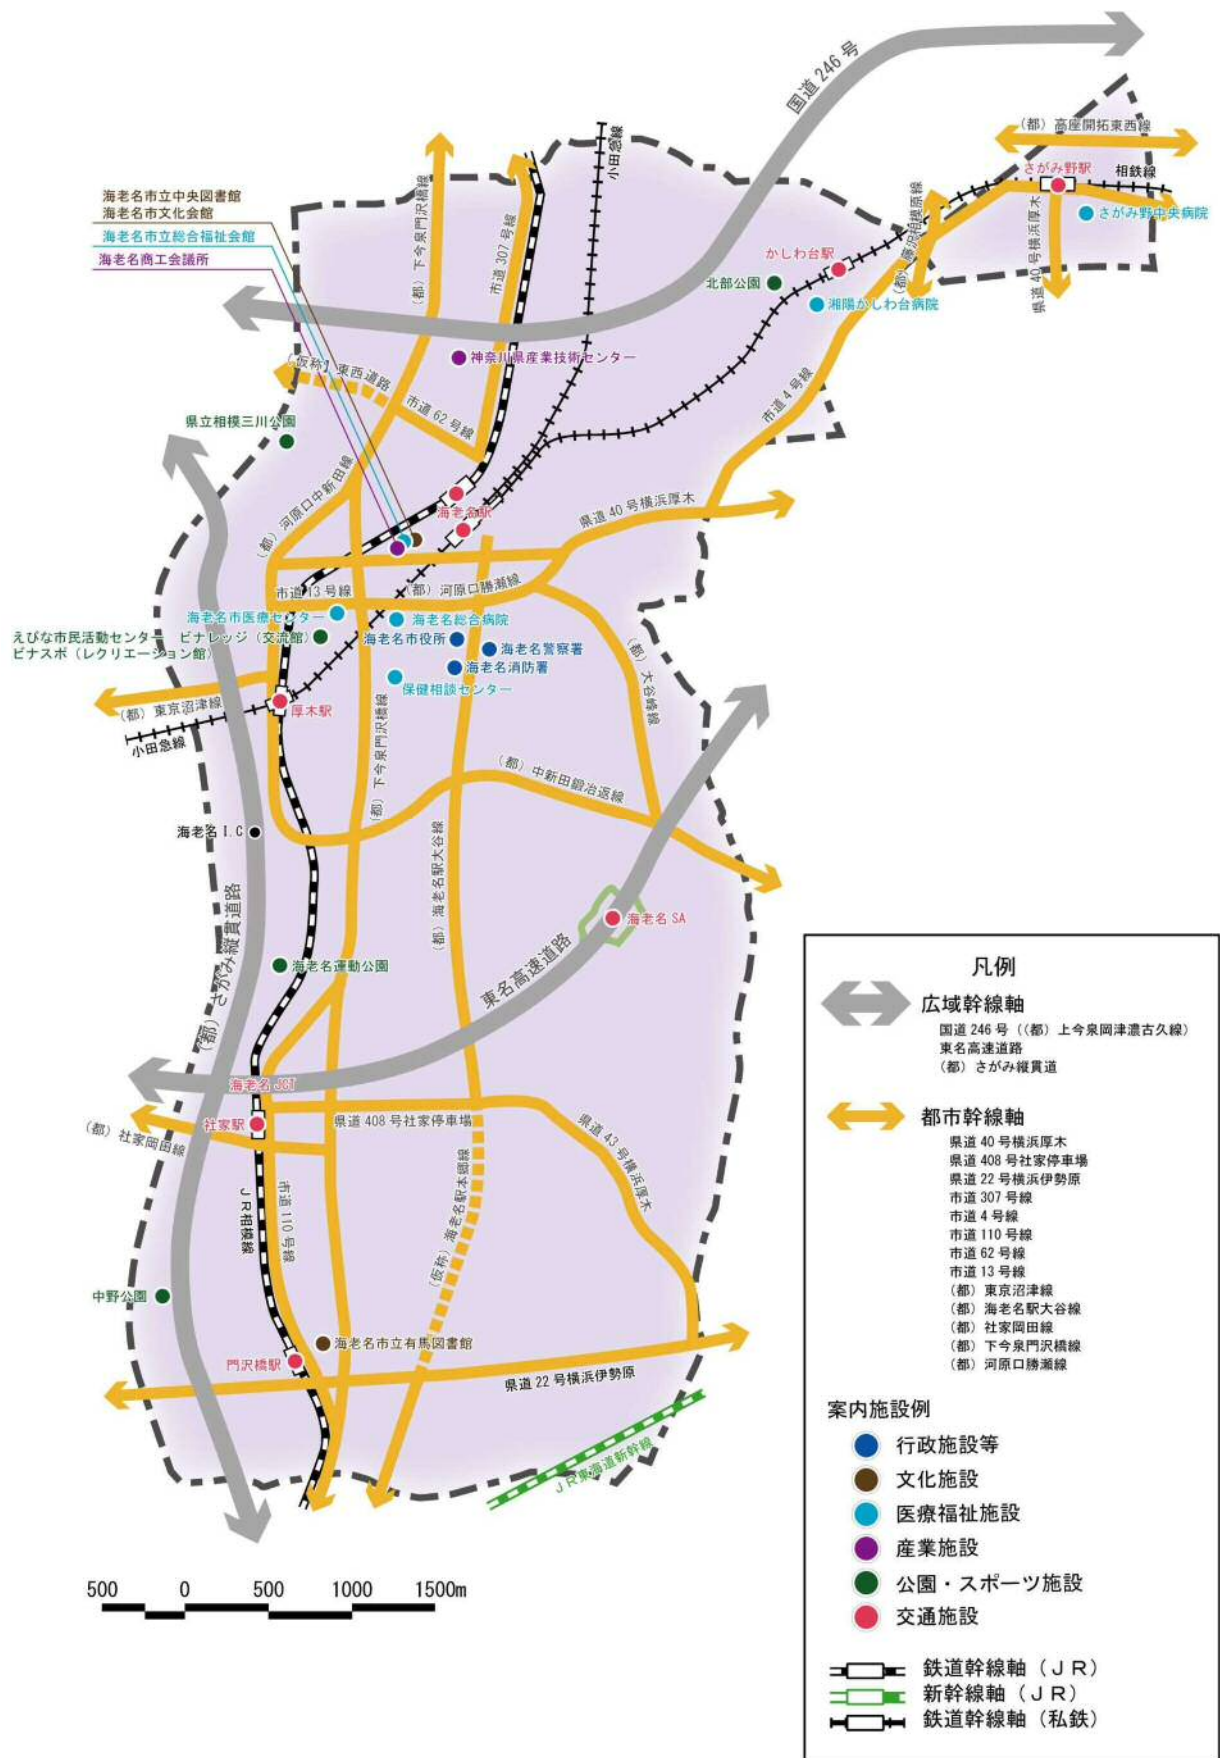 国道 246 号
(都) 高座開拓東西線
さがみ野駅
相鉄線
さがみ野中央病院
県道 40 号横浜厚木
(都) 藤沢相模原線
小田急線
(都) 下今泉門沢橋線
市道 307 号線
海老名市立中央図書館
海老名市文化会館
海老名市立総合福祉会館
海老名商工会議所
かしわ台駅
北部公園
湘陽かしわ台病院
神奈川県産業技術センター
(仮称) 東西道路
市道 62 号線
市道 4 号線
県立相模三川公園
(都) 河原口中新田線
海老名駅
県道 40 号横浜厚木
市道 13 号線
(都) 河原口勝瀬線
海老名市医療センター
海老名総合病院
えびな市民活動センター ビナレッジ (交流館)
ビナスポ (レクリエーション館)
海老名市役所
海老名警察署
海老名消防署
保健相談センター
(都) 大谷峰線
(都) 東京沼津線
厚木駅
小田急線
(都) 下今泉門沢橋線
(都) 中新田鍛冶返線
海老名 I.C
(都) 海老名駅大谷線
(都) さがみ縦貫道路
海老名 SA
東名高速道路
海老名運動公園
海老名 JCT
社家駅
県道 408 号社家停車場
(都) 社家岡田線
県道 43 号横浜厚木
JR相模線
市道 110 号線
(仮称) 海老名駅本郷線
中野公園
海老名市立有馬図書館
門沢橋駅
県道 22 号横浜伊勢原
JR東海道新幹線
500 0 500 1000 1500m
凡例
広域幹線軸
国道 246 号 ((都) 上今泉岡津濃古久線)
東名高速道路
(都) さがみ縦貫道
都市幹線軸
県道 40 号横浜厚木
県道 408 号社家停車場
県道 22 号横浜伊勢原
市道 307 号線
市道 4 号線
市道 110 号線
市道 62 号線
市道 13 号線
(都) 東京沼津線
(都) 海老名駅大谷線
(都) 社家岡田線
(都) 下今泉門沢橋線
(都) 河原口勝瀬線
案内施設例
行政施設等
文化施設
医療福祉施設
産業施設
公園・スポーツ施設
交通施設
鉄道幹線軸 (JR)
新幹線軸 (JR)
鉄道幹線軸 (私鉄)